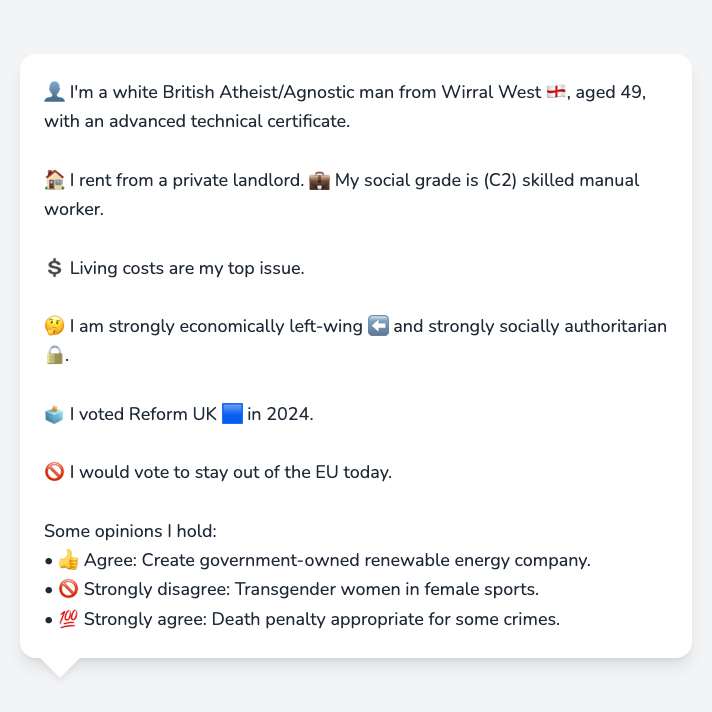 👤 I'm a white British Atheist/Agnostic man from Wirral West 🏴󠁧󠁢󠁥󠁮󠁧󠁿, aged 49,
with an advanced technical certificate.
🏠 I rent from a private landlord. 💼 My social grade is (C2) skilled manual
worker.
💲 Living costs are my top issue.
🤔 I am strongly economically left-wing ⬅️ and strongly socially authoritarian
🔒.
🗳️ I voted Reform UK 🟦 in 2024.
🚫 I would vote to stay out of the EU today.
Some opinions I hold:
• 👍 Agree: Create government-owned renewable energy company.
• 🚫 Strongly disagree: Transgender women in female sports.
• 💯 Strongly agree: Death penalty appropriate for some crimes.